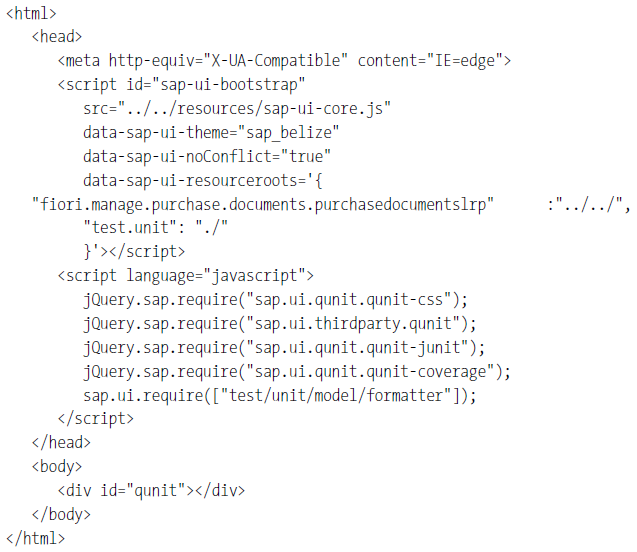 <html>
<head>
<meta http-equiv="X-UA-Compatible" content="IE=edge">
<script id="sap-ui-bootstrap"
src="../../resources/sap-ui-core.js"
data-sap-ui-theme="sap_belize"
data-sap-ui-noConflict="true"
data-sap-ui-resourceroots='{
"fiori.manage.purchase.documents.purchasedocumentslrp" :"../../",
"test.unit": "./"
}'></script>
<script language="javascript">
jQuery.sap.require("sap.ui.qunit.qunit-css");
jQuery.sap.require("sap.ui.thirdparty.qunit");
jQuery.sap.require("sap.ui.qunit.qunit-junit");
jQuery.sap.require("sap.ui.qunit.qunit-coverage");
sap.ui.require(["test/unit/model/formatter"]);
</script>
</head>
<body>
<div id="qunit"></div>
</body>
</html>